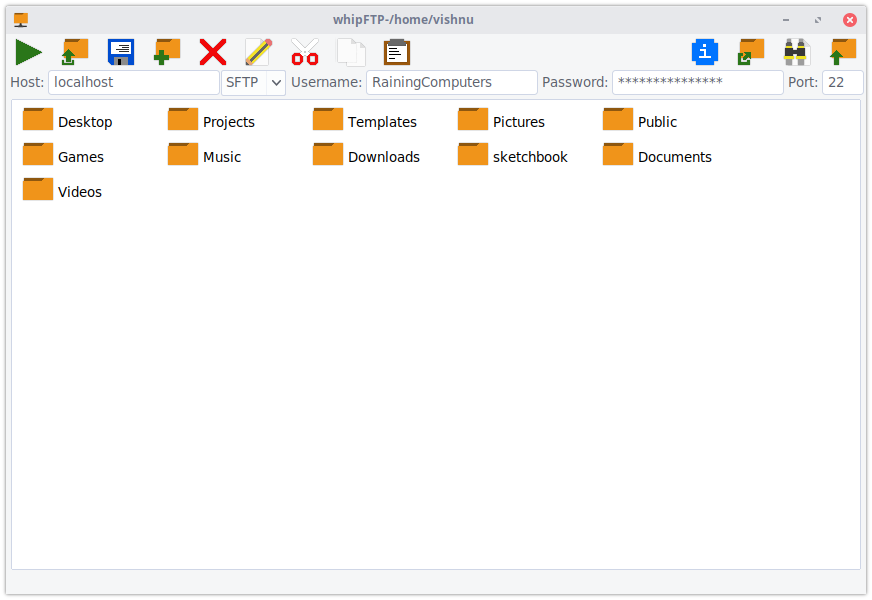 whipFTP-/home/vishnu
Host: localhost SFTP Username: RainingComputers Password: *************** Port: 22
Desktop Projects Templates Pictures Public
Games Music Downloads sketchbook Documents
Videos